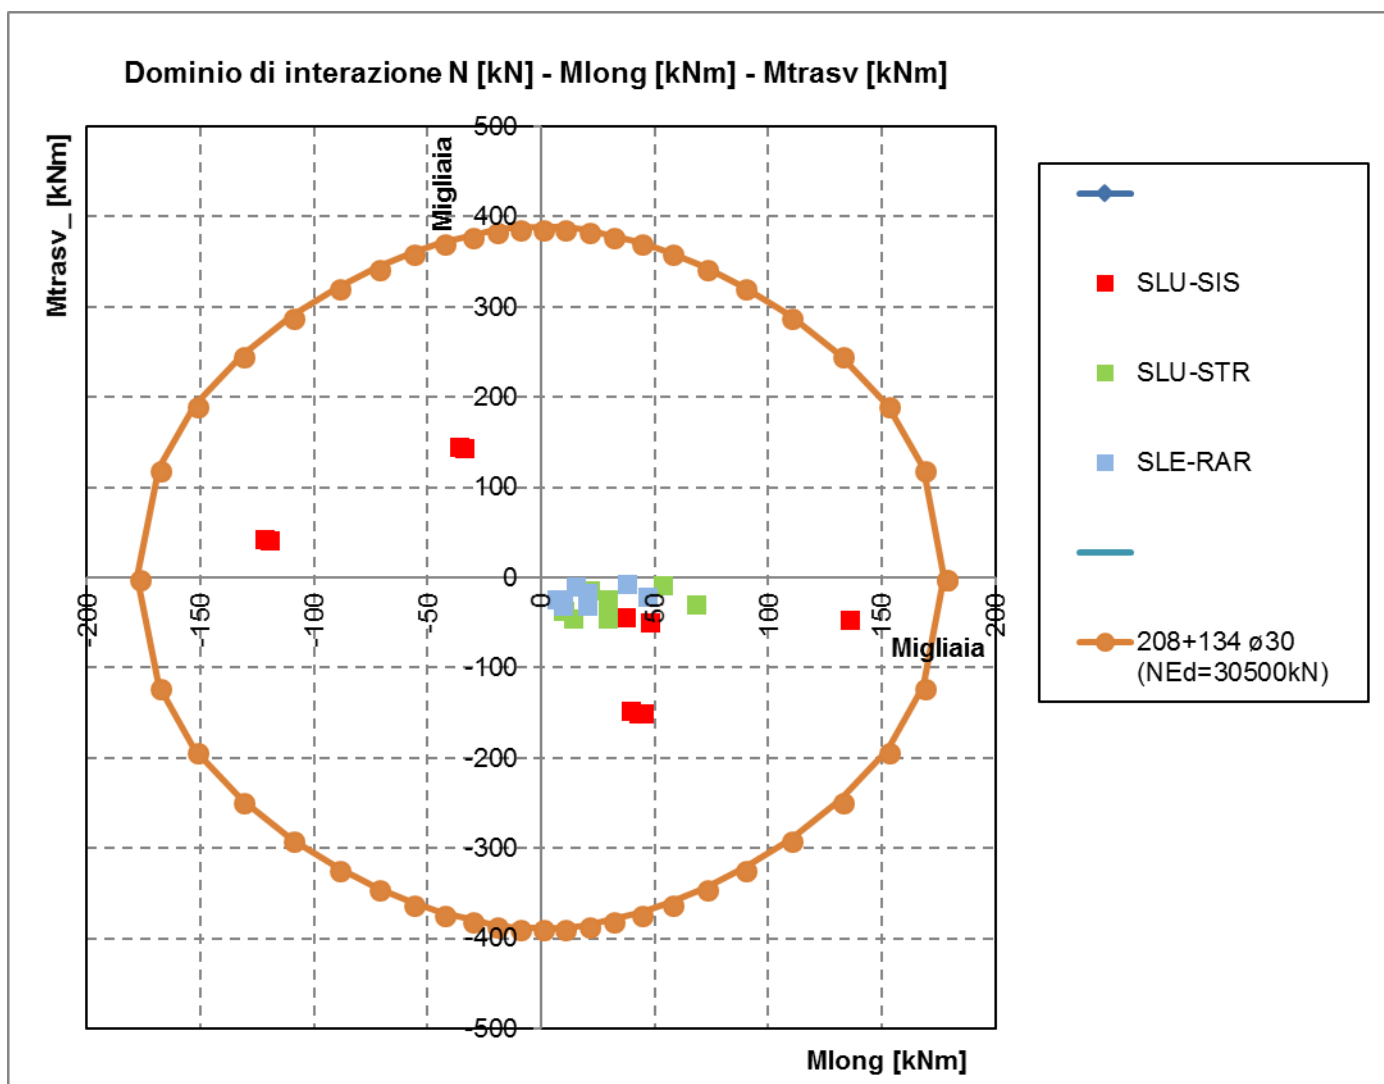 Dominio di interazione N [kN] - Mlong [kNm] - Mtrasv [kNm]
Mtrasv_ [kNm]
Migliaia
500
400
300
200
100
0
-100
-200
-300
-400
-500
-200
-150
-100
-50
0
50
100
150
200
Migliaia
Mlong [kNm]
SLU-SIS
SLU-STR
SLE-RAR
208+134 ø30
(NEd=30500kN)